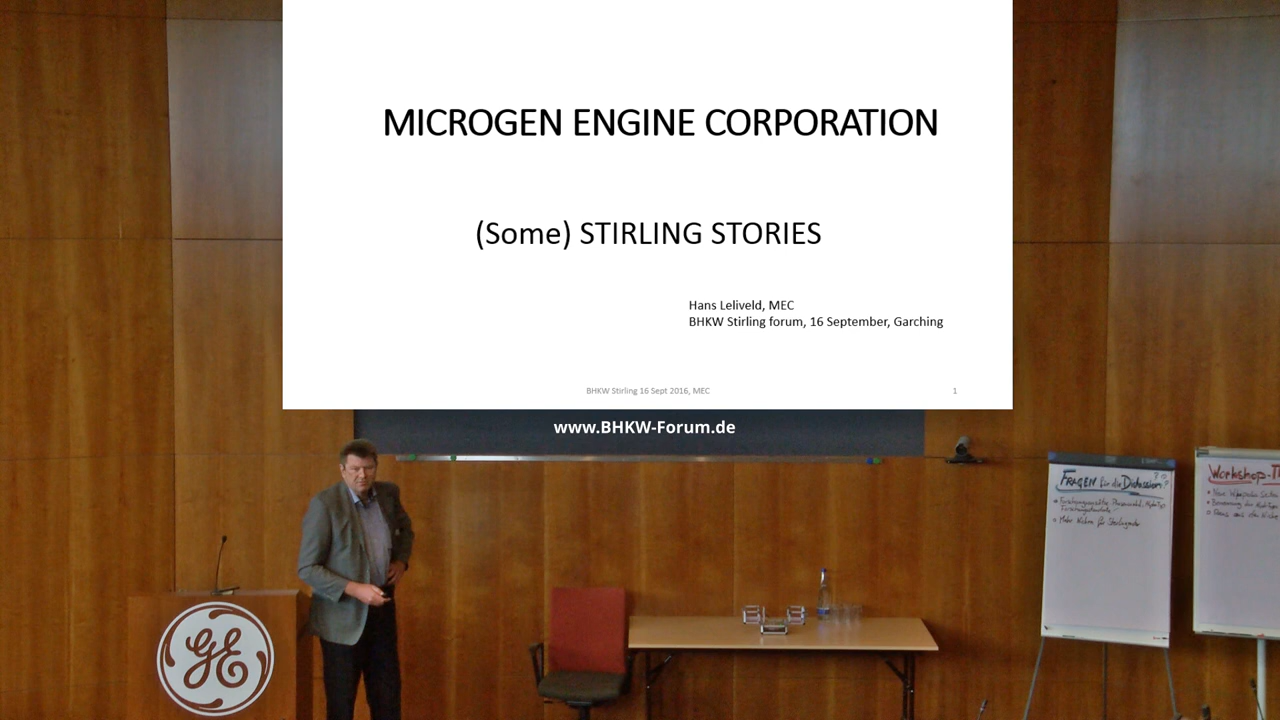 MICROGEN ENGINE CORPORATION
(Some) STIRLING STORIES
Hans Leliveld, MEC
BHKW Stirling forum, 16 September, Garching
BHKW Stirling 16 Sept 2016, MEC
1
www.BHKW-Forum.de
GE
FRAGEN für die Diskussion
Workshop-T